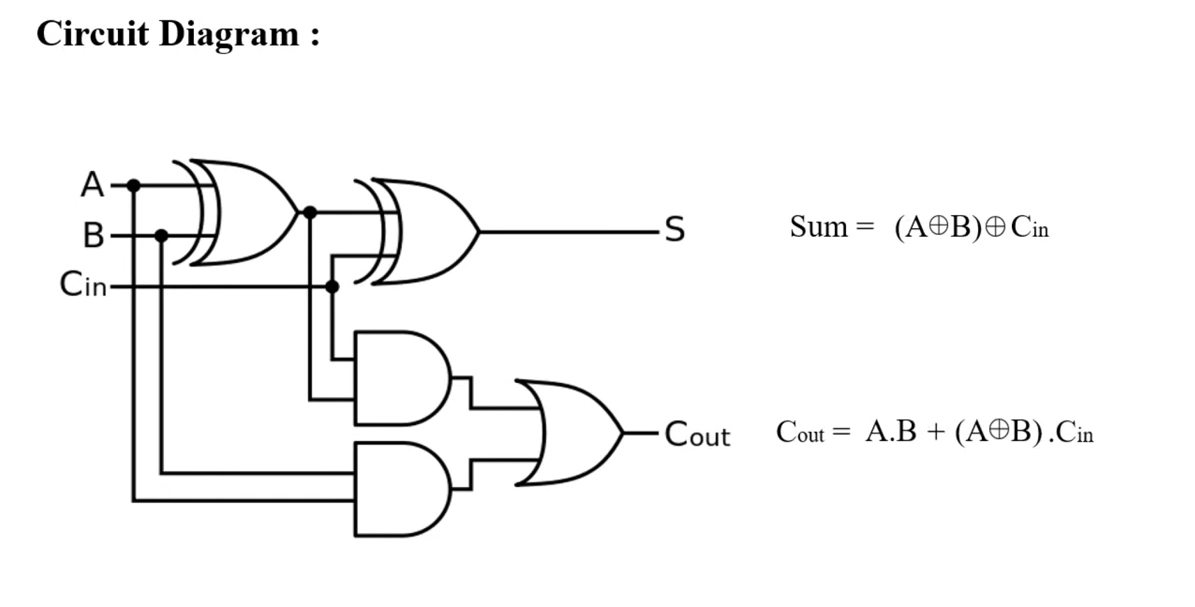 Circuit Diagram :
A
B
Cin
S
Sum = (A⊕B)⊕Cin
Cout
Cout = A.B + (A⊕B).Cin